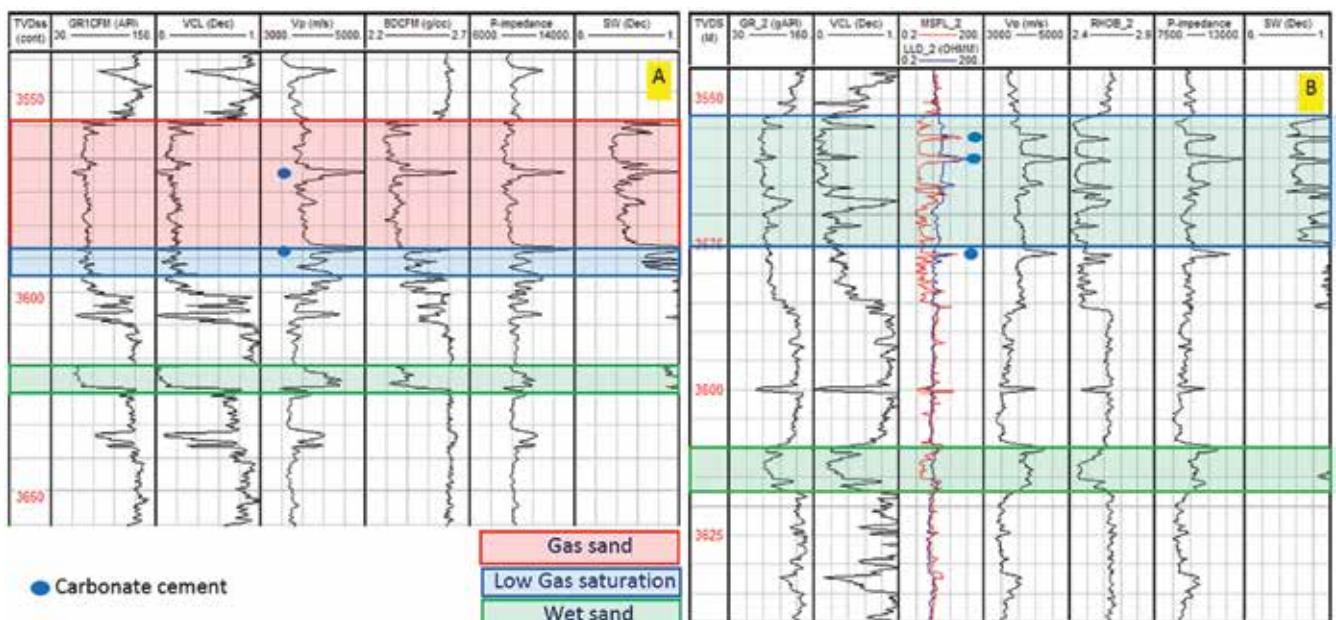 TVDss (cont) GR1CFM (API) VCL (Dec) Vp (m/s) BDCFM (g/cc) P-impedance SW (Dec)
30. 150. 0. 1. 3000. 5000. 2.2 2.7 6000 14000. 0. 1.
A
3550
3600
3650
TVDS (M) GR_2 (gAPI) VCL (Dec) MSFL_2 Vp (m/s) RHOB_2 P-impedance SW (Dec)
30 160. 0. 1. 0.2 200. 3000 5000 2.4 2.9 7500 13000. 0. 1.
LLD_2 (OHMM)
0.2 200.
B
3550
3575
3600
3625
Carbonate cement
Gas sand
Low Gas saturation
Wet sand